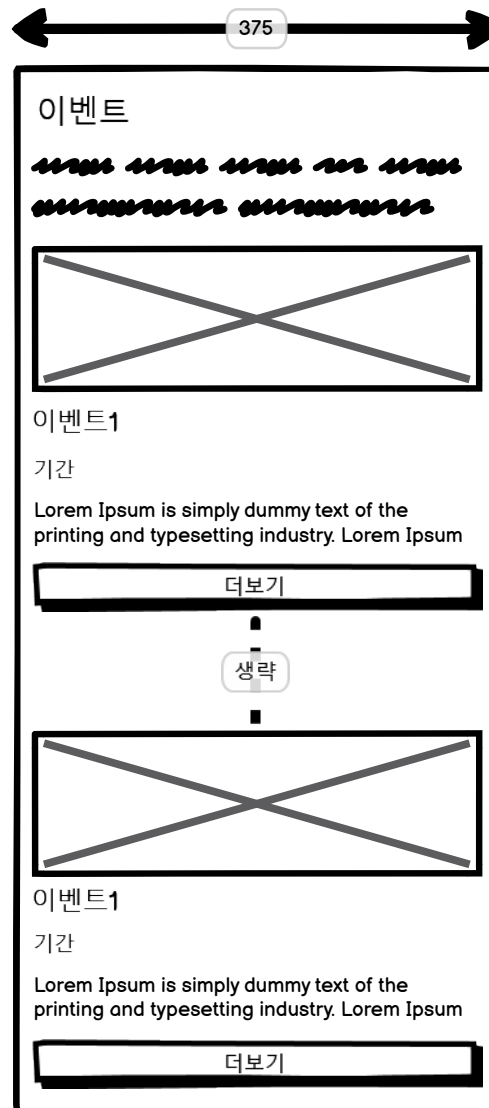 375
이벤트
이벤트1
기간
Lorem Ipsum is simply dummy text of the
printing and typesetting industry. Lorem Ipsum
더보기
생략
이벤트1
기간
Lorem Ipsum is simply dummy text of the
printing and typesetting industry. Lorem Ipsum
더보기